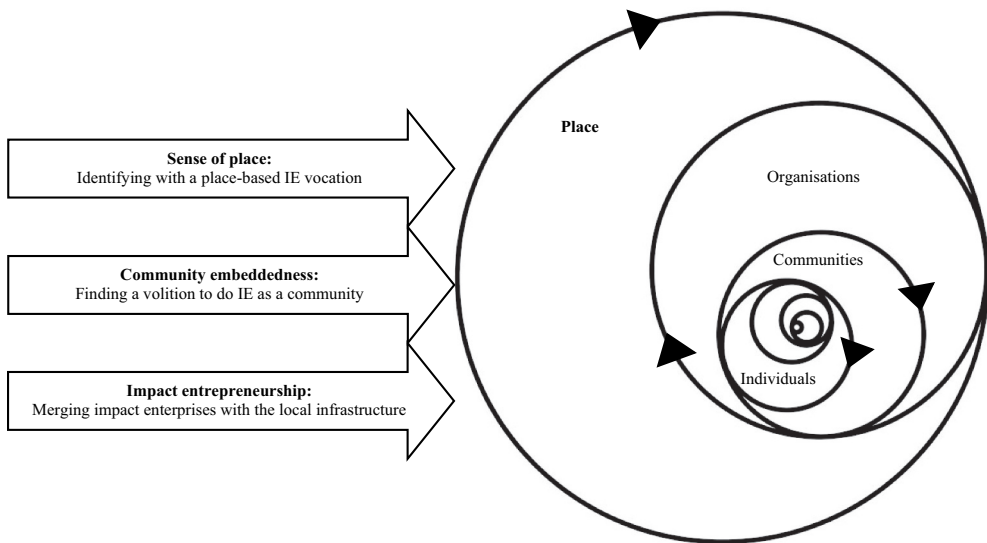 Sense of place:
Identifying with a place-based IE vocation
Community embeddedness:
Finding a volition to do IE as a community
Impact entrepreneurship:
Merging impact enterprises with the local infrastructure
Place
Organisations
Communities
Individuals